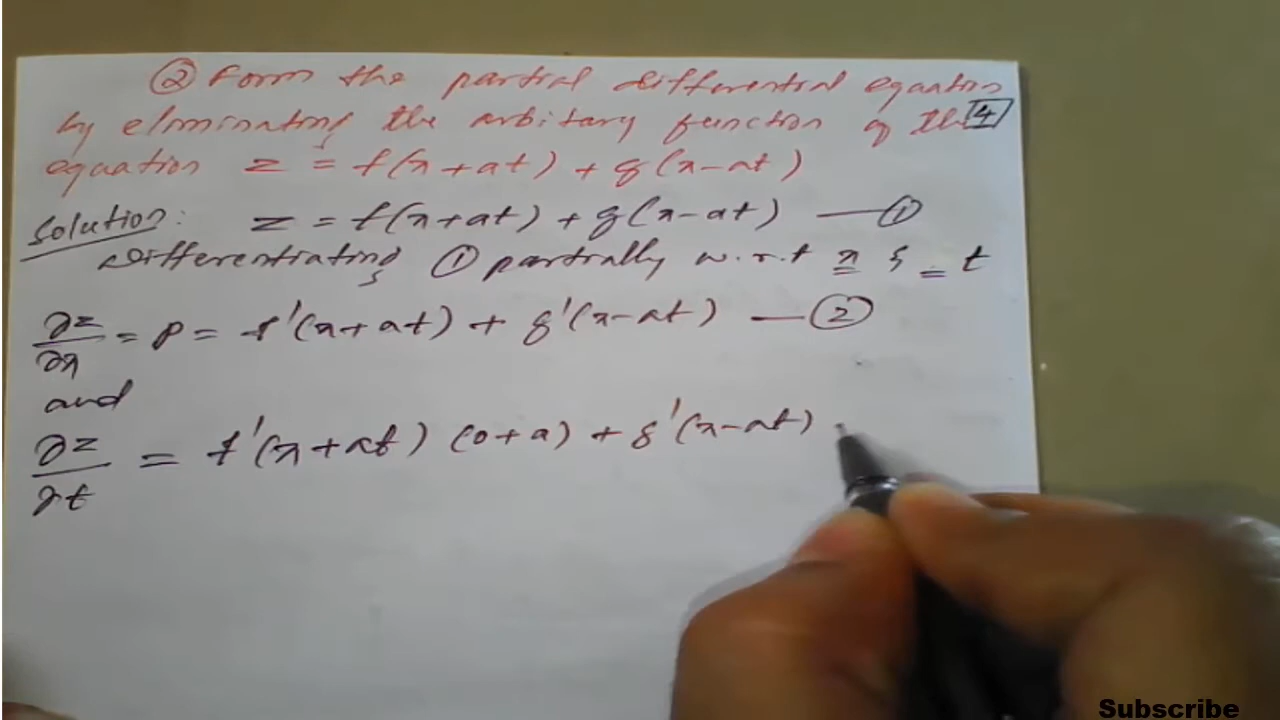 ② Form the partial differential equation
by eliminating the arbitary function of the 4
equation z = f(x+at) + g(x-at)
Solution: z = f(x+at) + g(x-at) — ①
Differentiating ① partially w.r.t x & t
∂z/∂x = p = f'(x+at) + g'(x-at) — ②
and
∂z/∂t = f'(x+at) (0+a) + g'(x-at)
Subscribe